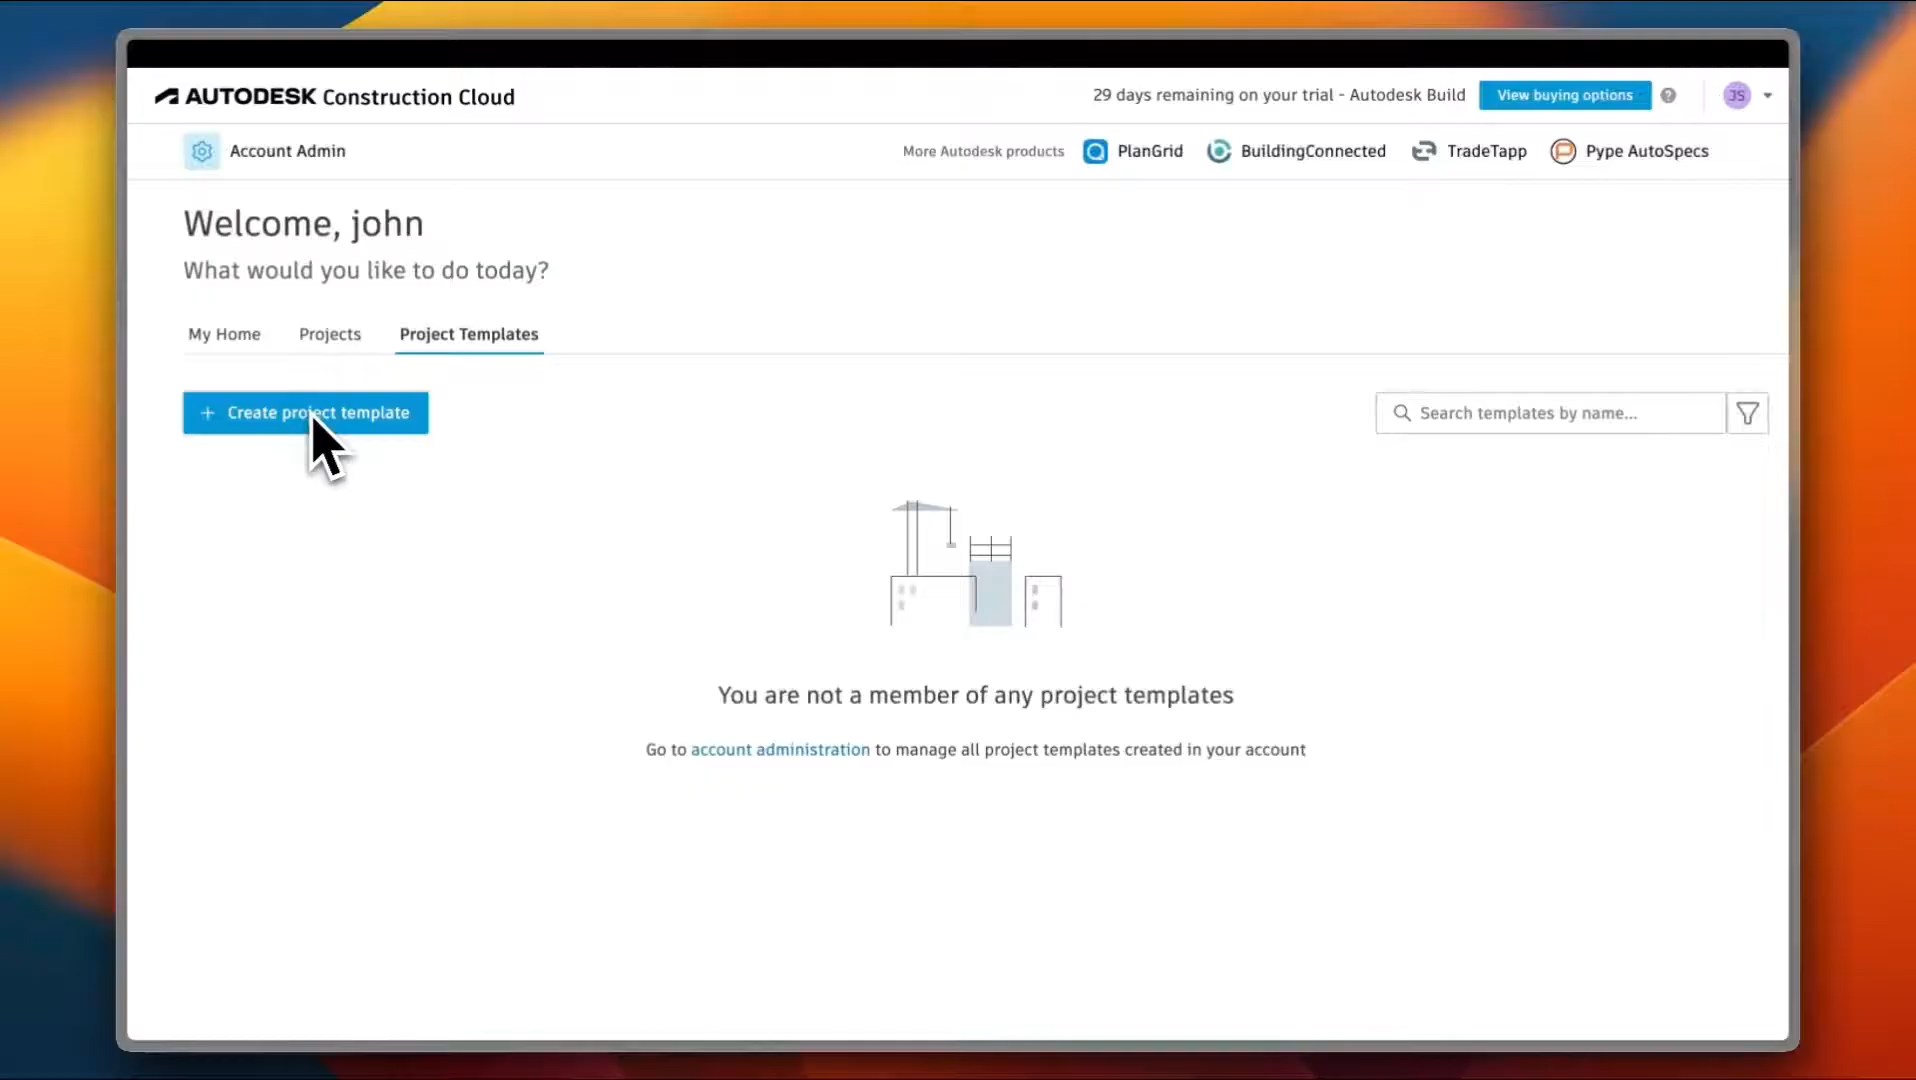 AUTODESK Construction Cloud
29 days remaining on your trial - Autodesk Build
View buying options
?
JS
Account Admin
More Autodesk products
PlanGrid
BuildingConnected
TradeTapp
Pype AutoSpecs
Welcome, john
What would you like to do today?
My Home
Projects
Project Templates
+ Create project template
Search templates by name...
You are not a member of any project templates
Go to account administration to manage all project templates created in your account